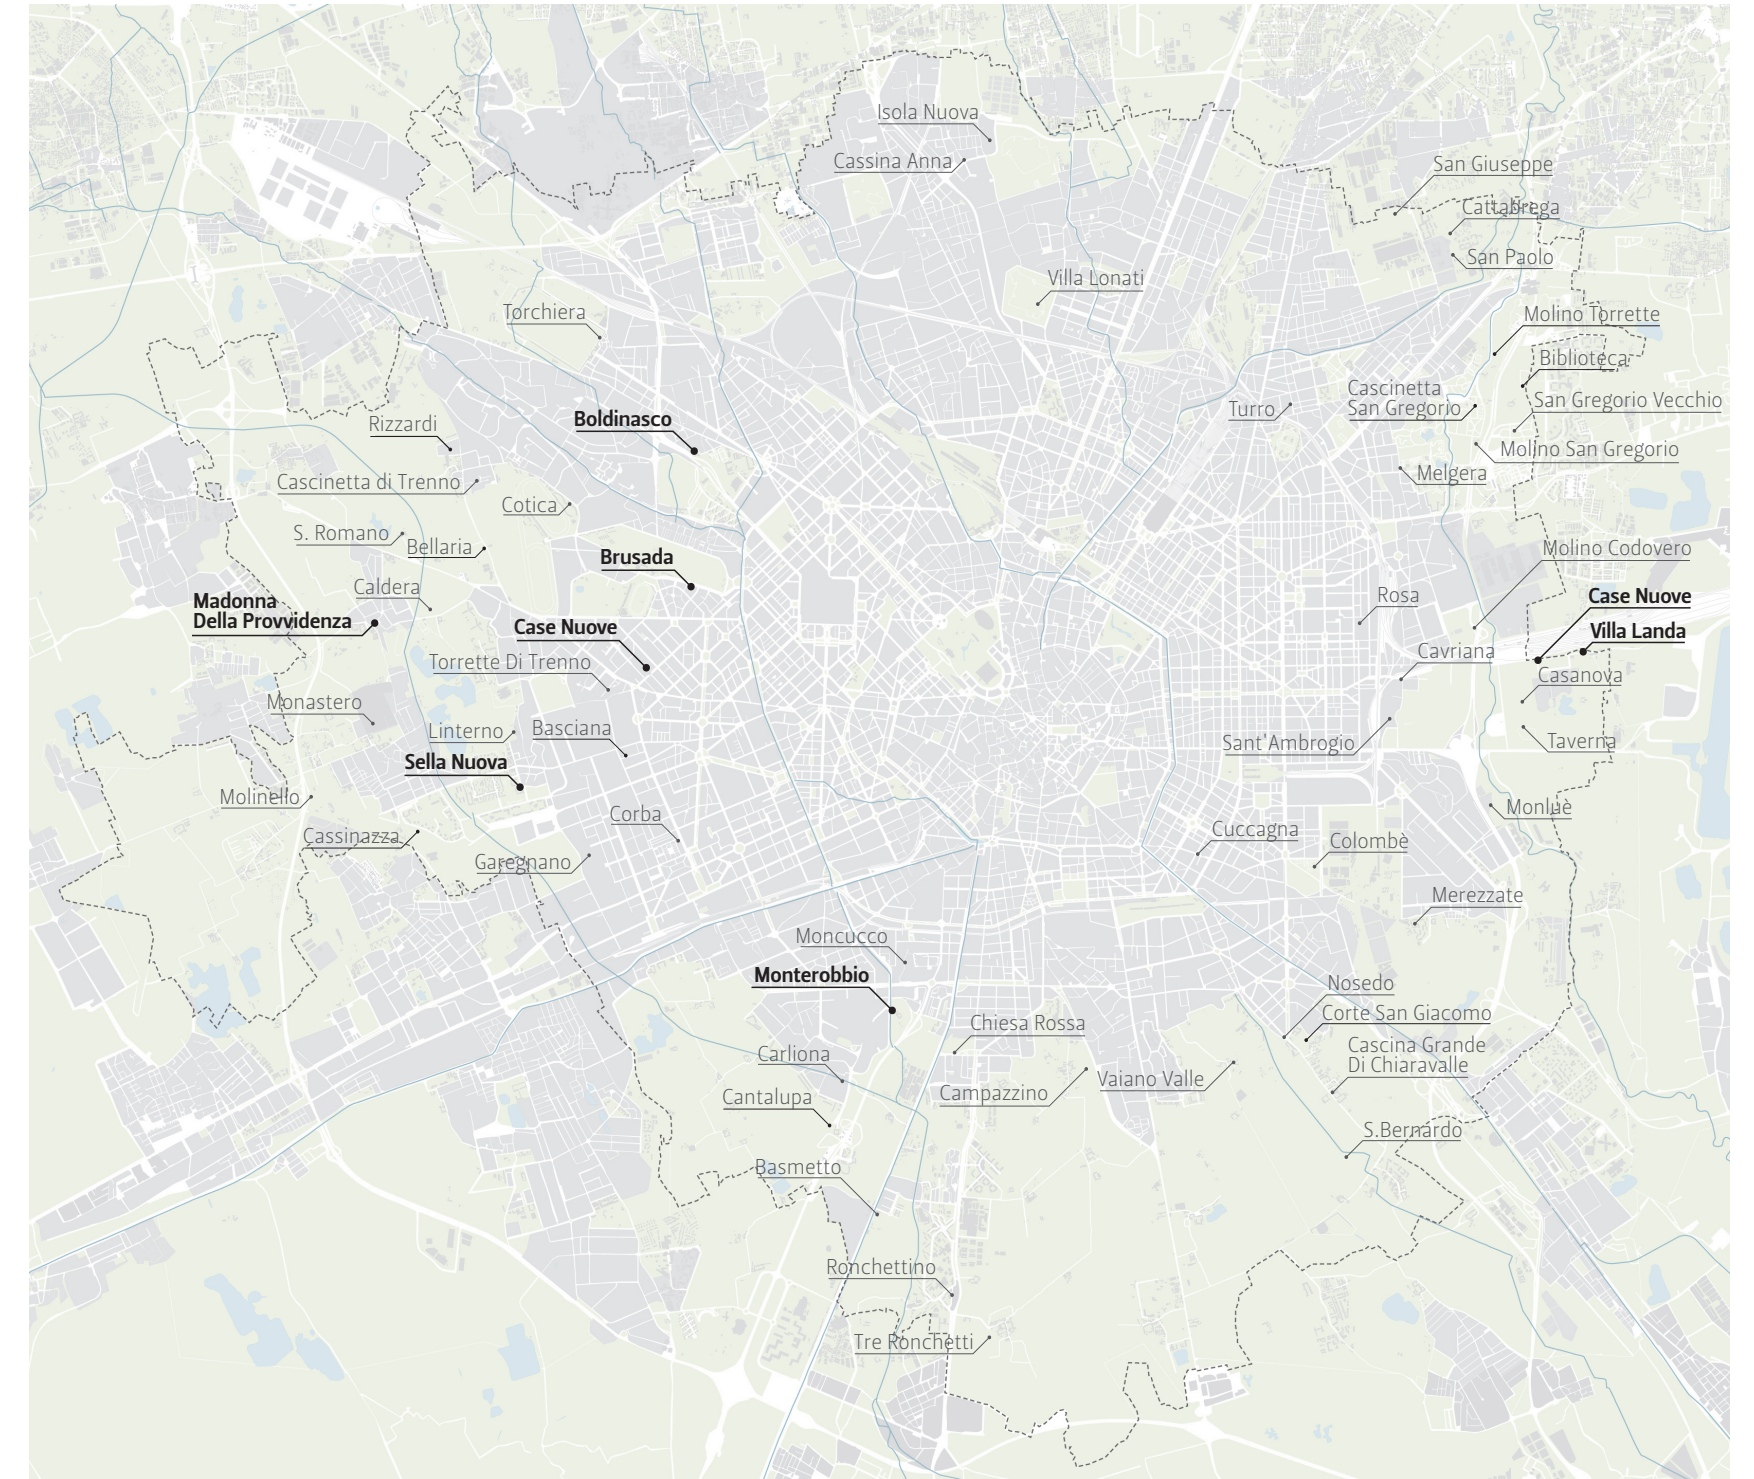 Isola Nuova
Cassina Anna
San Giuseppe
Cattabrega
San Paolo
Villa Lonati
Torchiera
Molino Torrette
Biblioteca
Cascinetta
San Gregorio
San Gregorio Vecchio
Turro
Boldinasco
Rizzardi
Molino San Gregorio
Melgera
Cascinetta di Trenno
Cotica
S. Romano
Bellaria
Molino Codovero
Brusada
Caldera
Rosa
Case Nuove
Madonna
Della Provvidenza
Case Nuove
Villa Landa
Torrette Di Trenno
Cavriana
Casanova
Monastero
Linterno
Basciana
Sant'Ambrogio
Taverna
Sella Nuova
Molinello
Monluè
Corba
Cassinazza
Cuccagna
Colombè
Garegnano
Merezzate
Moncucco
Monterobbio
Nosedo
Corte San Giacomo
Chiesa Rossa
Cascina Grande
Di Chiaravalle
Carliona
Vaiano Valle
Campazzino
Cantalupa
S.Bernardo
Basmetto
Ronchettino
Tre Ronchetti